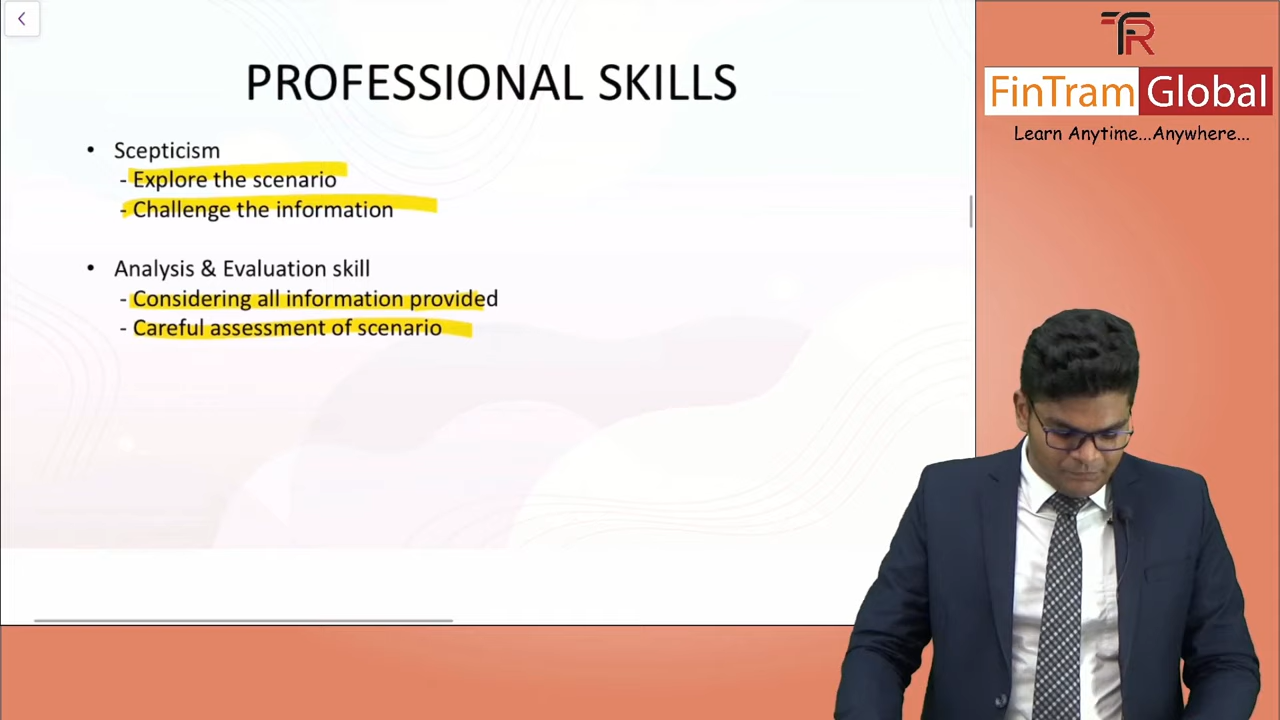 PROFESSIONAL SKILLS
• Scepticism
- Explore the scenario
- Challenge the information
• Analysis & Evaluation skill
- Considering all information provided
- Careful assessment of scenario
FR
FinTram Global
Learn Anytime...Anywhere...